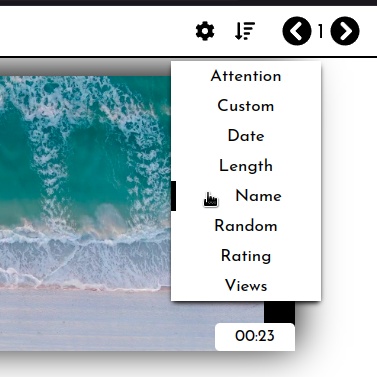 1
Attention
Custom
Date
Length
Name
Random
Rating
Views
00:23